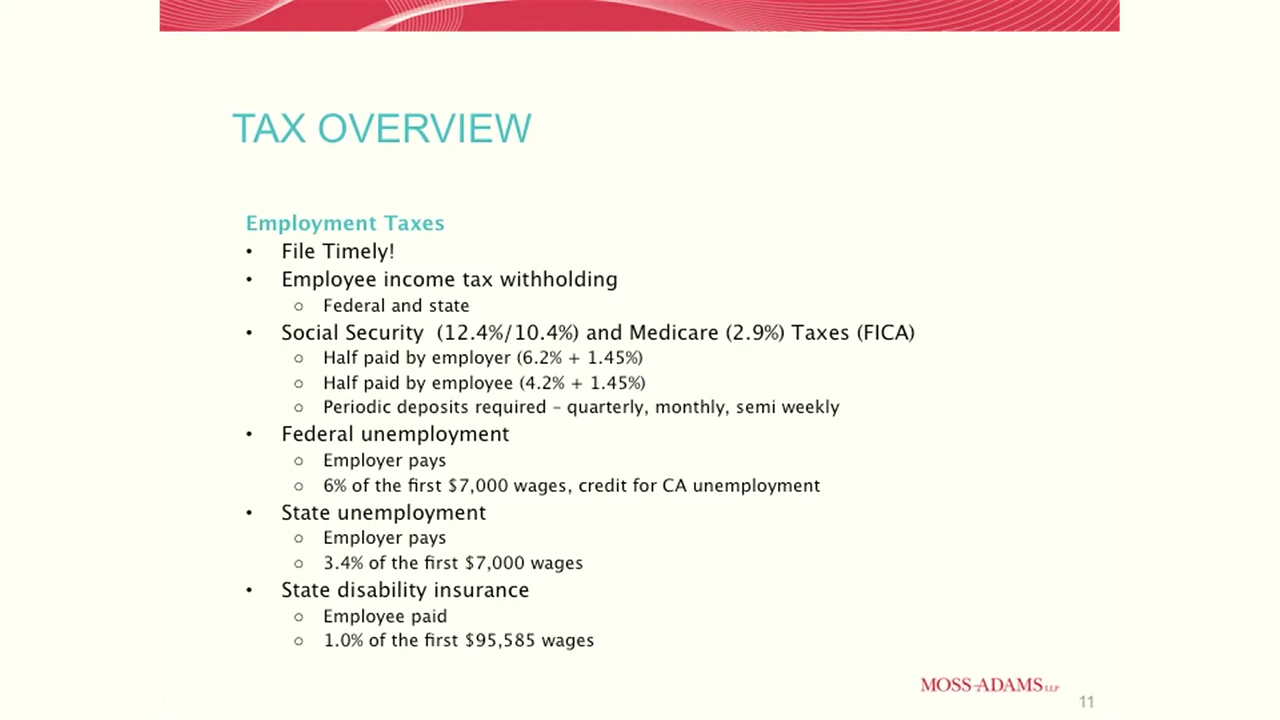 TAX OVERVIEW
Employment Taxes
• File Timely!
• Employee income tax withholding
○ Federal and state
• Social Security  (12.4%/10.4%) and Medicare (2.9%) Taxes (FICA)
○ Half paid by employer (6.2% + 1.45%)
○ Half paid by employee (4.2% + 1.45%)
○ Periodic deposits required – quarterly, monthly, semi weekly
• Federal unemployment
○ Employer pays
○ 6% of the first $7,000 wages, credit for CA unemployment
• State unemployment
○ Employer pays
○ 3.4% of the first $7,000 wages
• State disability insurance
○ Employee paid
○ 1.0% of the first $95,585 wages
MOSS-ADAMS LLP
11